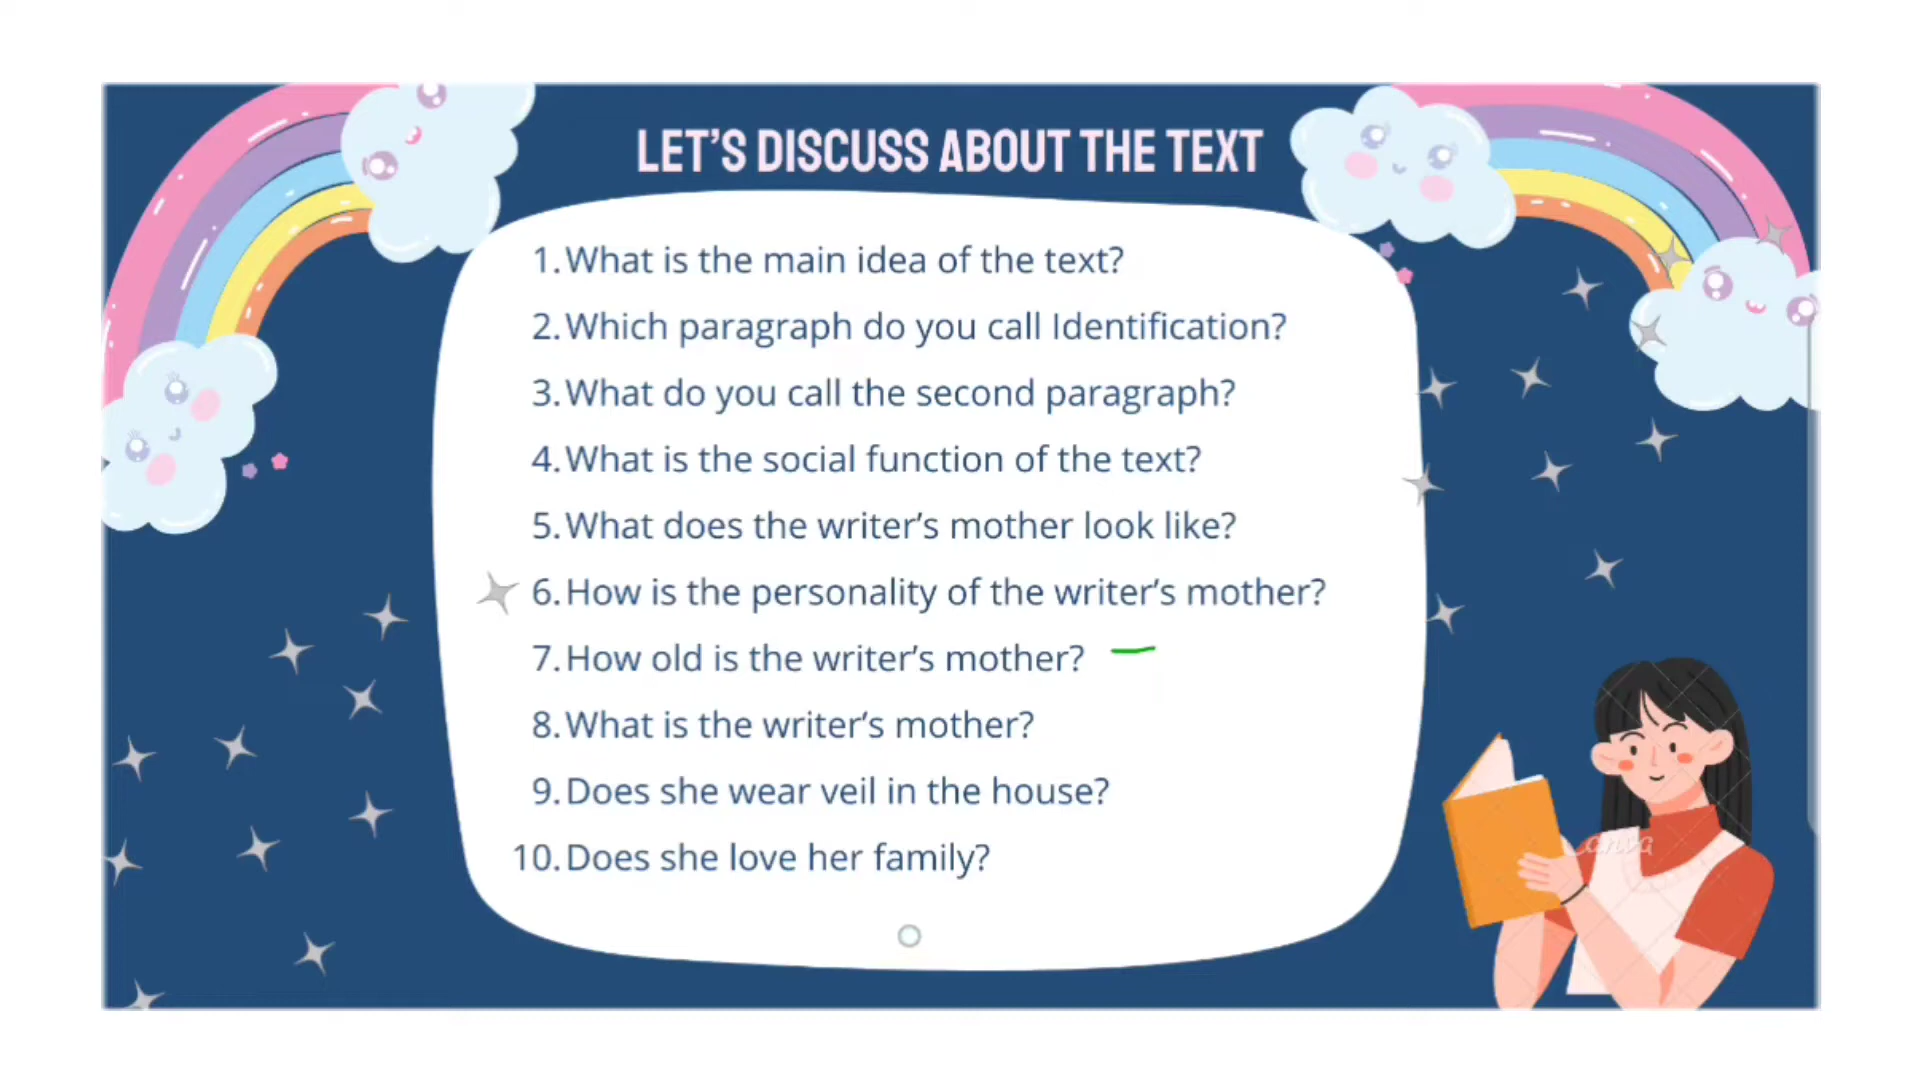 LET'S DISCUSS ABOUT THE TEXT
1. What is the main idea of the text?
2. Which paragraph do you call Identification?
3. What do you call the second paragraph?
4. What is the social function of the text?
5. What does the writer's mother look like?
6. How is the personality of the writer's mother?
7. How old is the writer's mother?
8. What is the writer's mother?
9. Does she wear veil in the house?
10. Does she love her family?
Canva